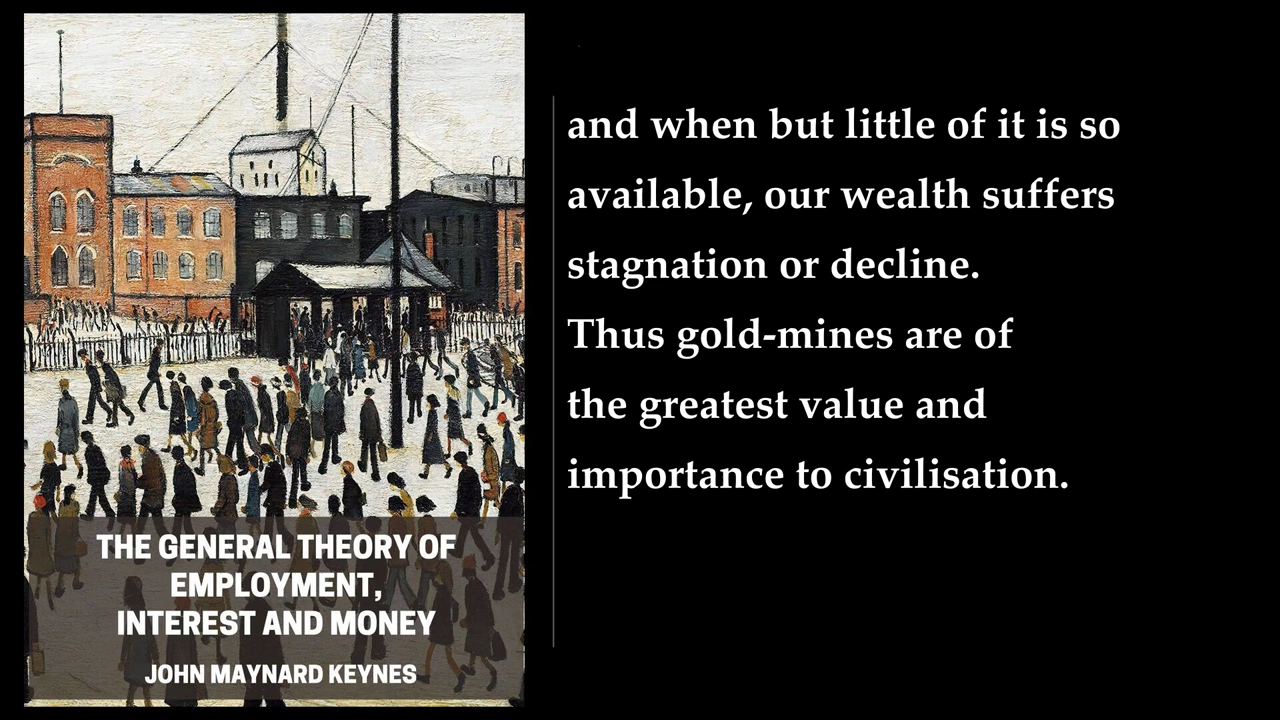 THE GENERAL THEORY OF
EMPLOYMENT,
INTEREST AND MONEY
JOHN MAYNARD KEYNES
and when but little of it is so
available, our wealth suffers
stagnation or decline.
Thus gold-mines are of
the greatest value and
importance to civilisation.